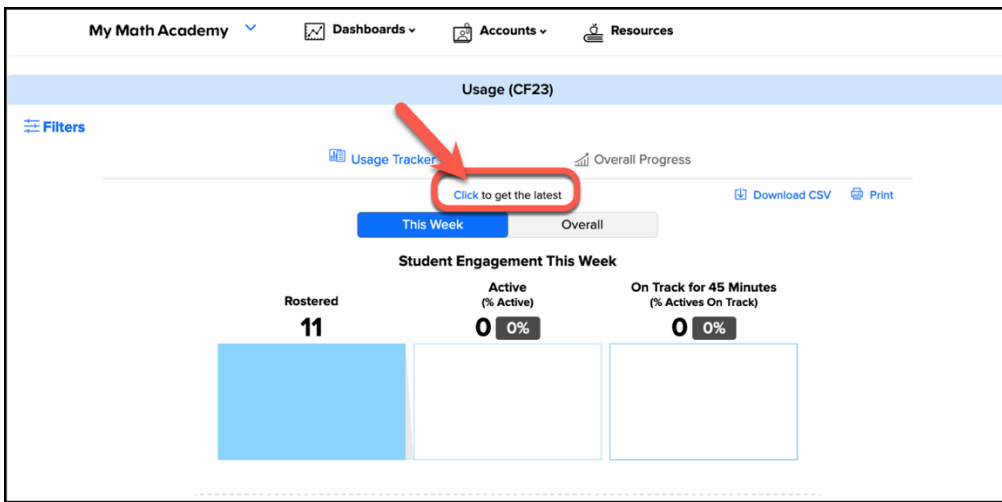 My Math Academy Dashboards Accounts Resources
Usage (CF23)
Filters
Usage Tracker Overall Progress
Click to get the latest Download CSV Print
This Week Overall
Student Engagement This Week
Rostered Active On Track for 45 Minutes
(% Active) (% Actives On Track)
11 0 0% 0 0%